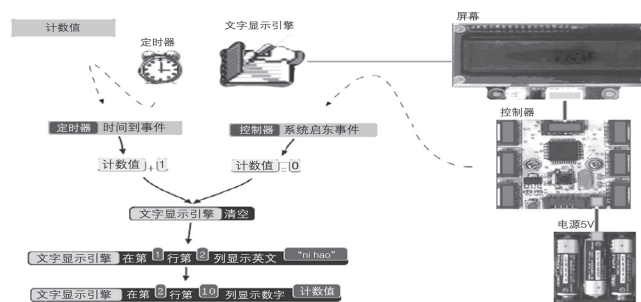 计数值
定时器
文字显示引擎
屏幕
控制器
定时器 时间到事件
控制器 系统启东事件
计数值 + 1
计数值 = 0
文字显示引擎 清空
电源5V
文字显示引擎 在第 1 行第 2 列显示英文 “ni hao”
文字显示引擎 在第 2 行第 10 列显示数字 计数值